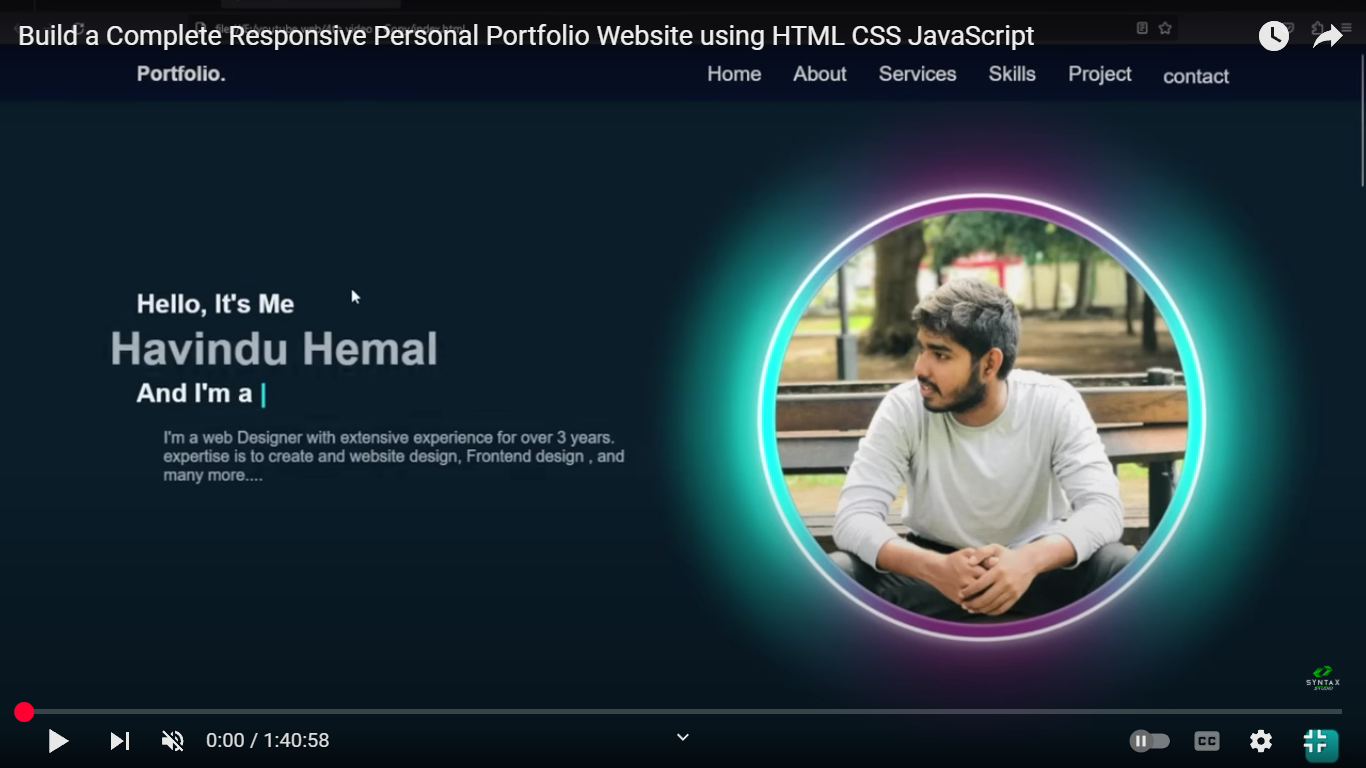 Build a Complete Responsive Personal Portfolio Website using HTML CSS JavaScript
Portfolio.
Home About Services Skills Project contact
Hello, It's Me
Havindu Hemal
And I'm a
I'm a web Designer with extensive experience for over 3 years.
expertise is to create and website design, Frontend design , and
many more....
SYNTAX
STUDIO
0:00 / 1:40:58
CC